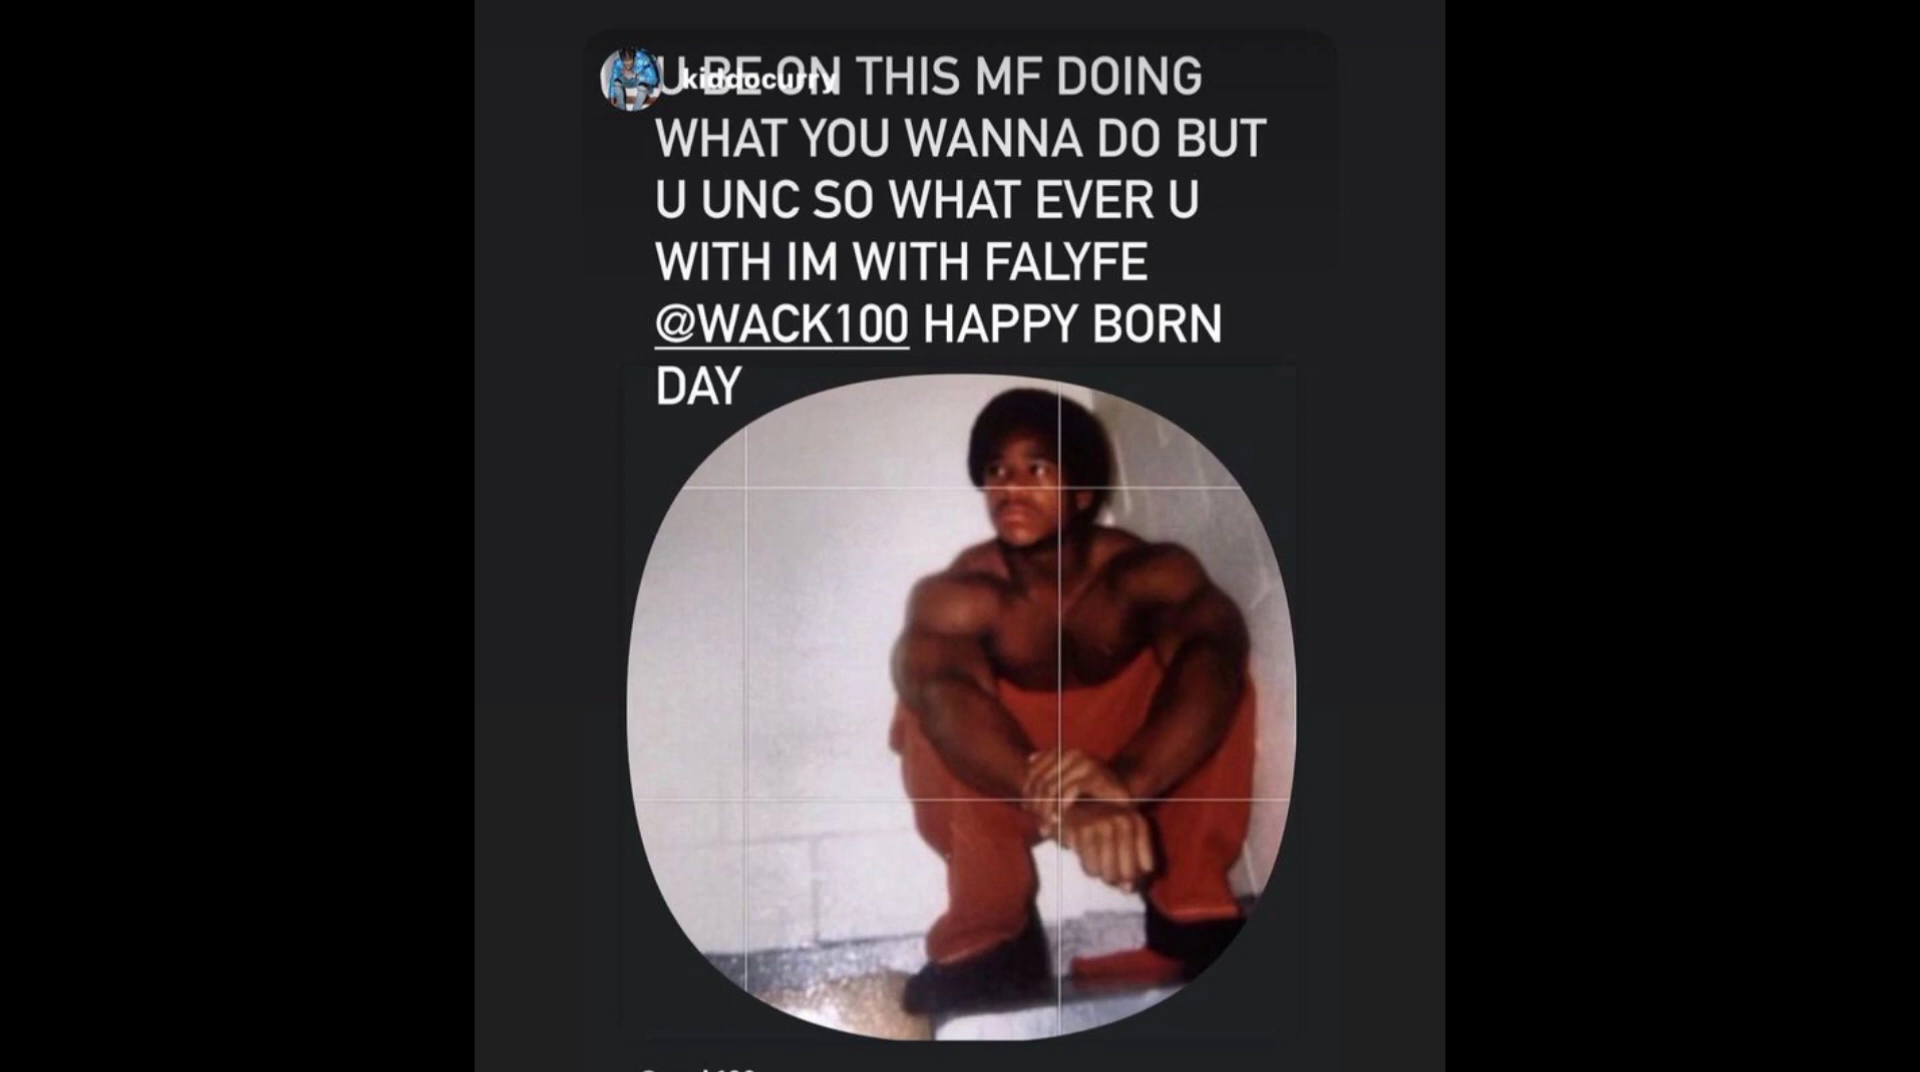 kiddocurry
U BE ON THIS MF DOING
WHAT YOU WANNA DO BUT
U UNC SO WHAT EVER U
WITH IM WITH FALYFE
@WACK100 HAPPY BORN
DAY